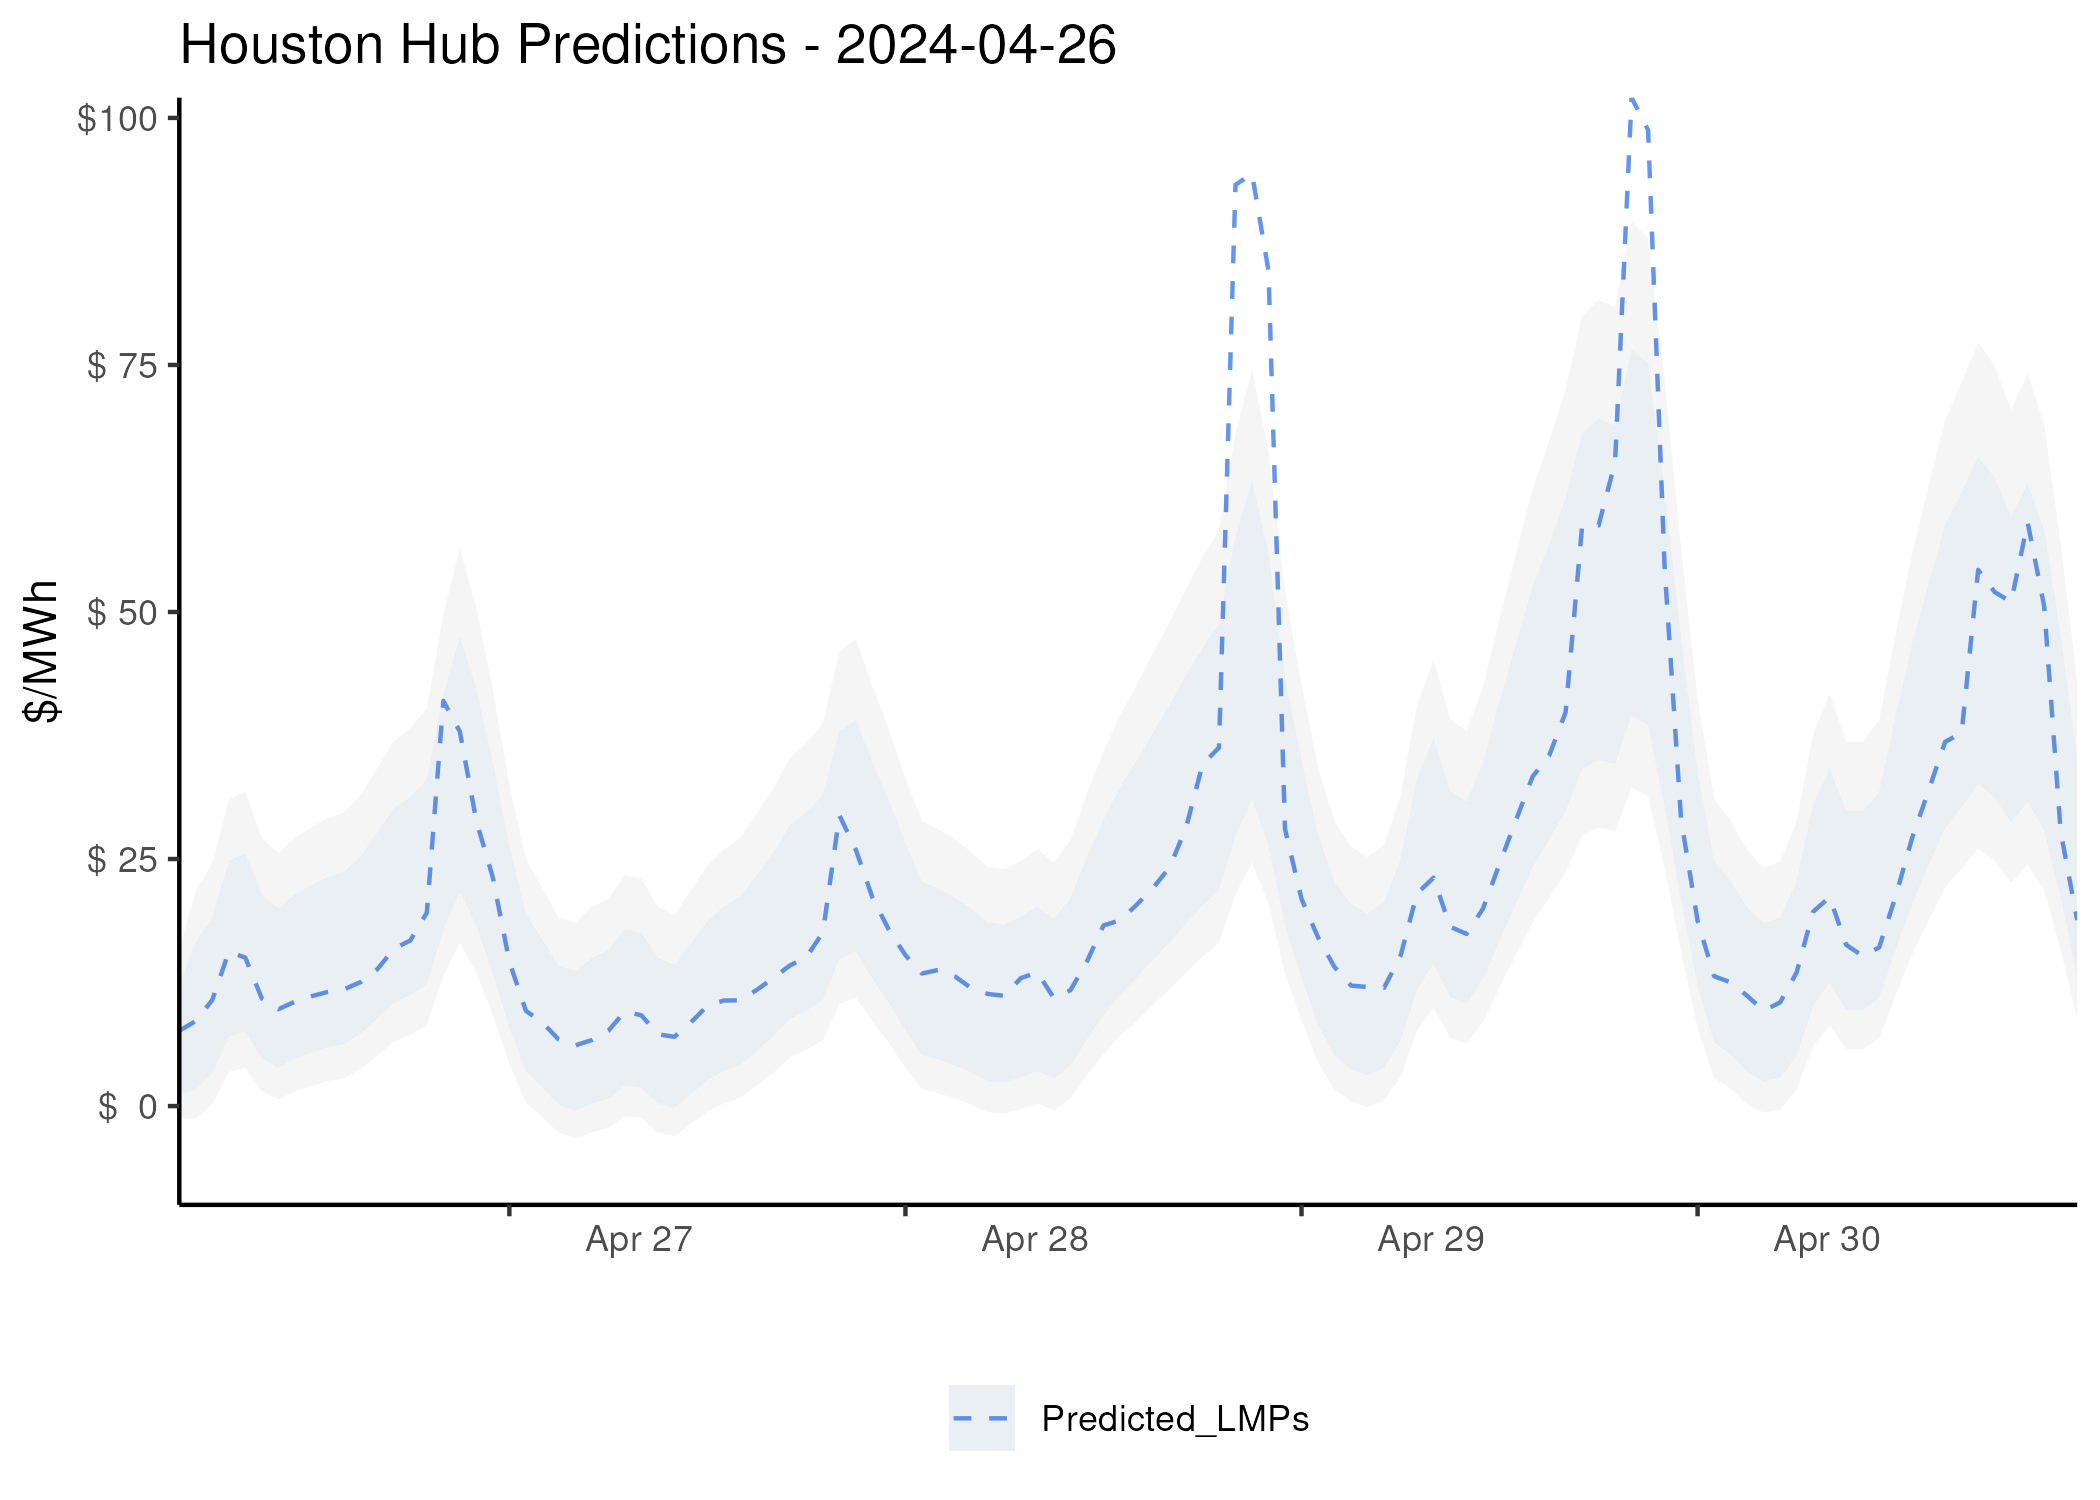 Houston Hub Predictions - 2024-04-26
$100
$ 75
$ 50
$ 25
$  0
$/MWh
Apr 27
Apr 28
Apr 29
Apr 30
Predicted_LMPs